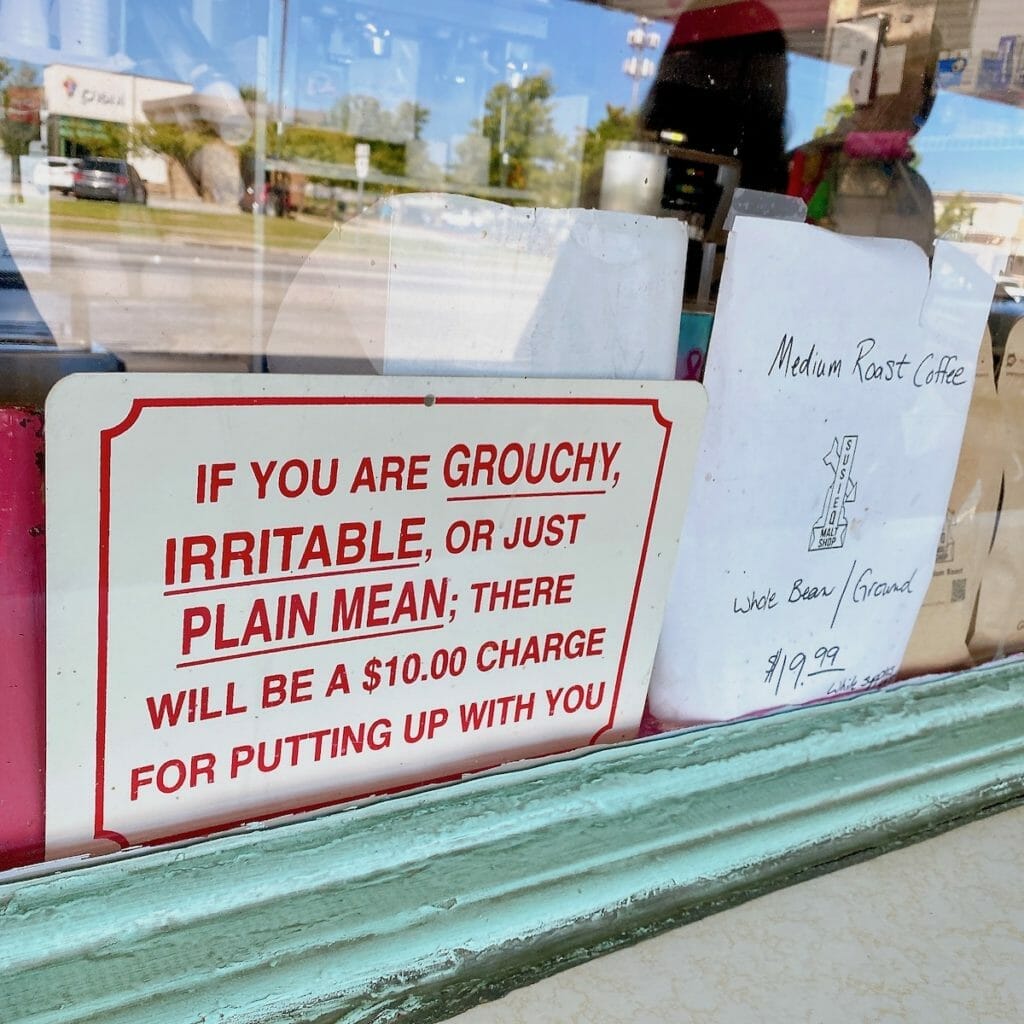 IF YOU ARE GROUCHY,
IRRITABLE, OR JUST
PLAIN MEAN; THERE
WILL BE A $10.00 CHARGE
FOR PUTTING UP WITH YOU
Medium Roast Coffee
SUSIE Q
MALT
SHOP
Whole Bean/Ground
$19.99